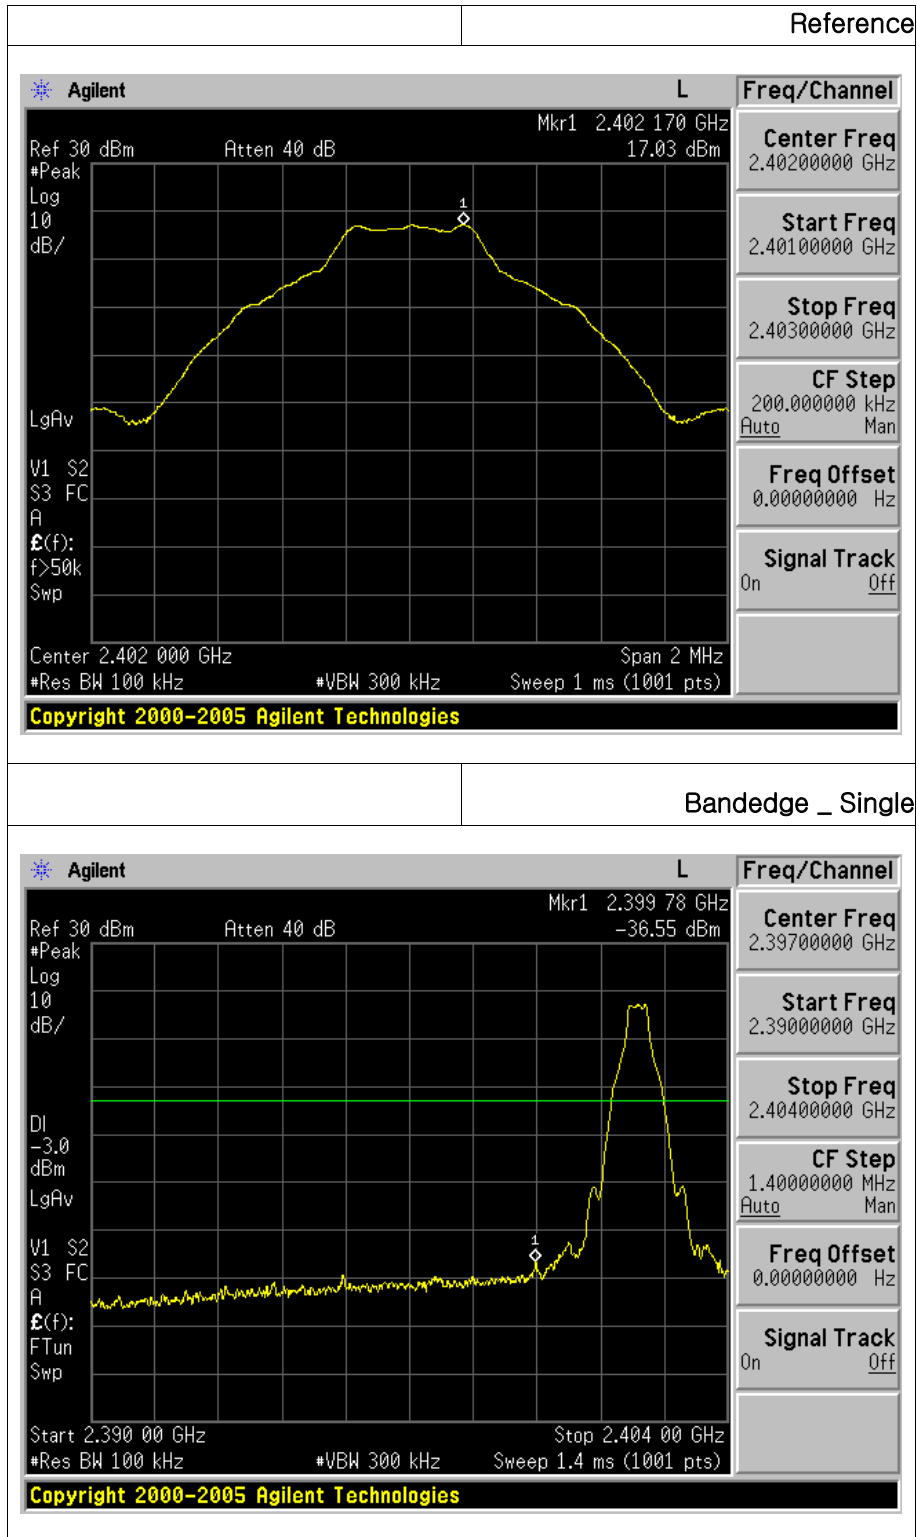 Reference
Agilent
L
Freq/Channel
Mkr1 2.402 170 GHz
Ref 30 dBm Atten 40 dB 17.03 dBm
#Peak
Log
10
dB/
1
LgAv
V1 S2
S3 FC
A
£(f):
f>50k
Swp
Center 2.402 000 GHz Span 2 MHz
#Res BW 100 kHz #VBW 300 kHz Sweep 1 ms (1001 pts)
Center Freq
2.40200000 GHz
Start Freq
2.40100000 GHz
Stop Freq
2.40300000 GHz
CF Step
200.000000 kHz
Auto Man
Freq Offset
0.00000000 Hz
Signal Track
On Off
Copyright 2000-2005 Agilent Technologies
Bandedge _ Single
Agilent
L
Freq/Channel
Mkr1 2.399 78 GHz
Ref 30 dBm Atten 40 dB -36.55 dBm
#Peak
Log
10
dB/
DI
-3.0
dBm
LgAv
1
V1 S2
S3 FC
A
£(f):
FTun
Swp
Start 2.390 00 GHz Stop 2.404 00 GHz
#Res BW 100 kHz #VBW 300 kHz Sweep 1.4 ms (1001 pts)
Center Freq
2.39700000 GHz
Start Freq
2.39000000 GHz
Stop Freq
2.40400000 GHz
CF Step
1.40000000 MHz
Auto Man
Freq Offset
0.00000000 Hz
Signal Track
On Off
Copyright 2000-2005 Agilent Technologies